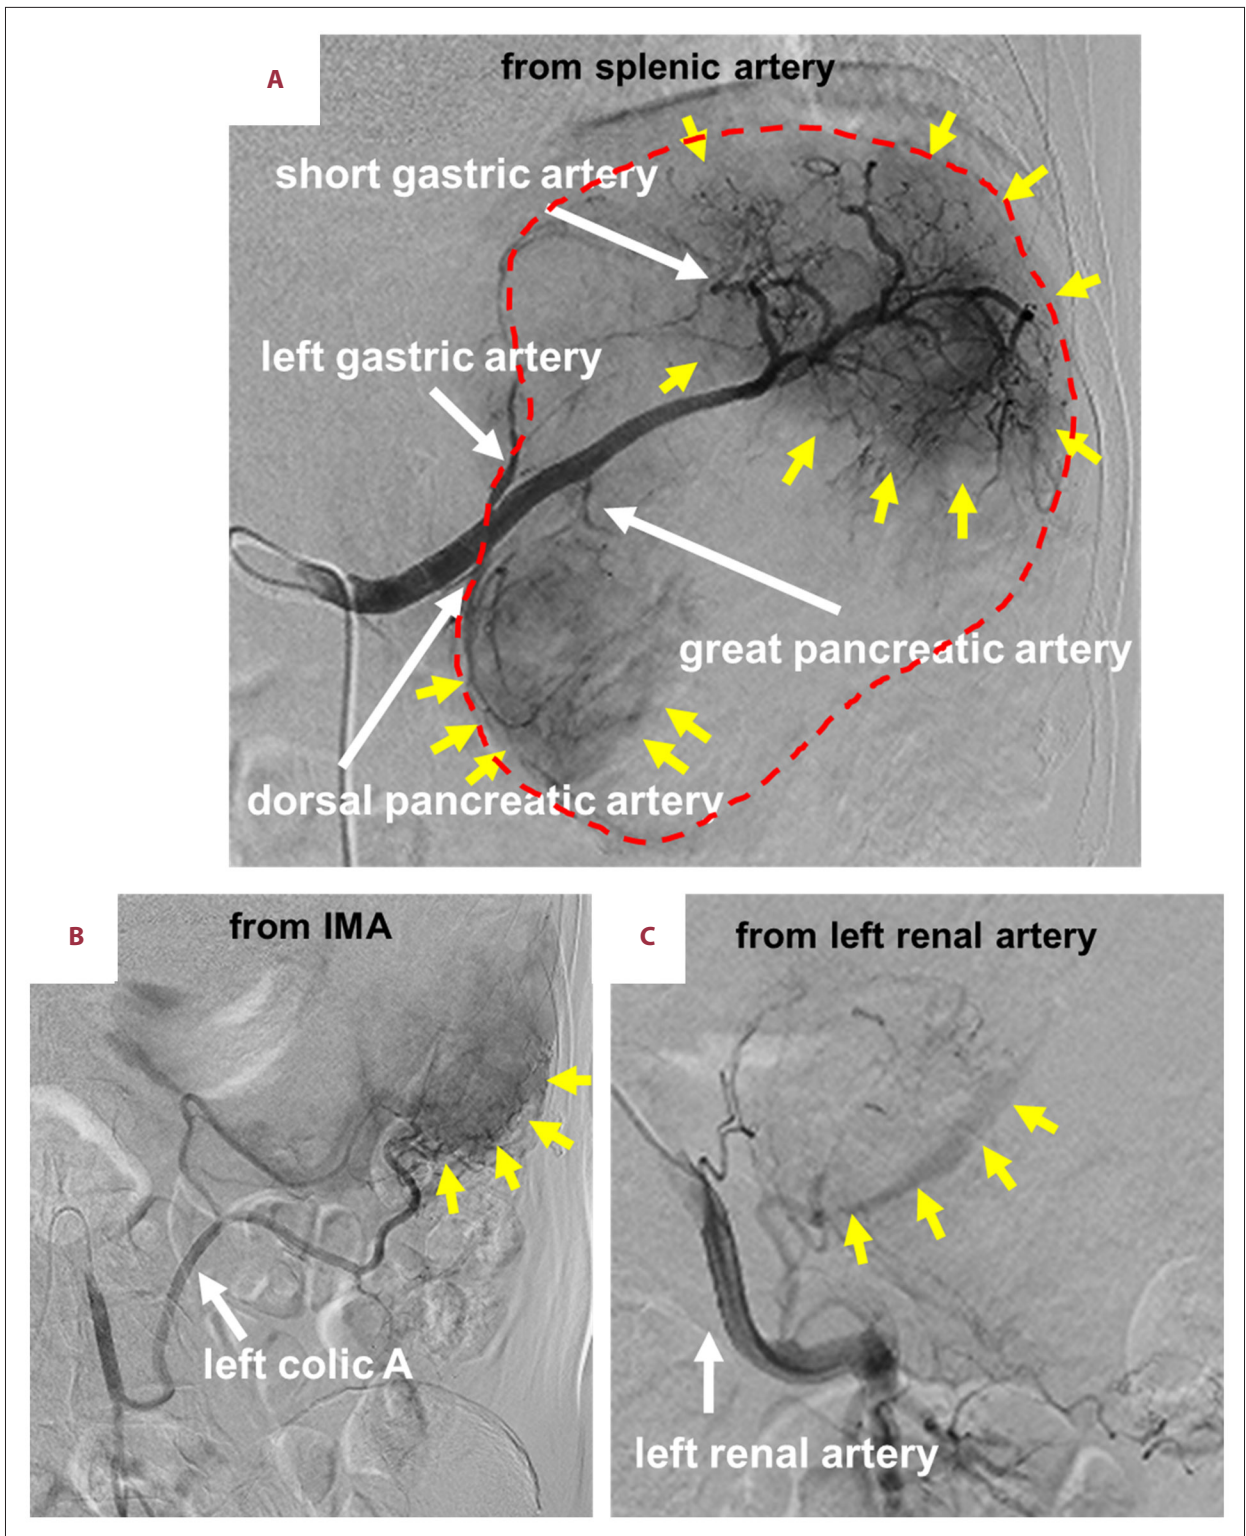 A
from splenic artery
short gastric artery
left gastric artery
great pancreatic artery
dorsal pancreatic artery
B
from IMA
left colic A
C
from left renal artery
left renal artery